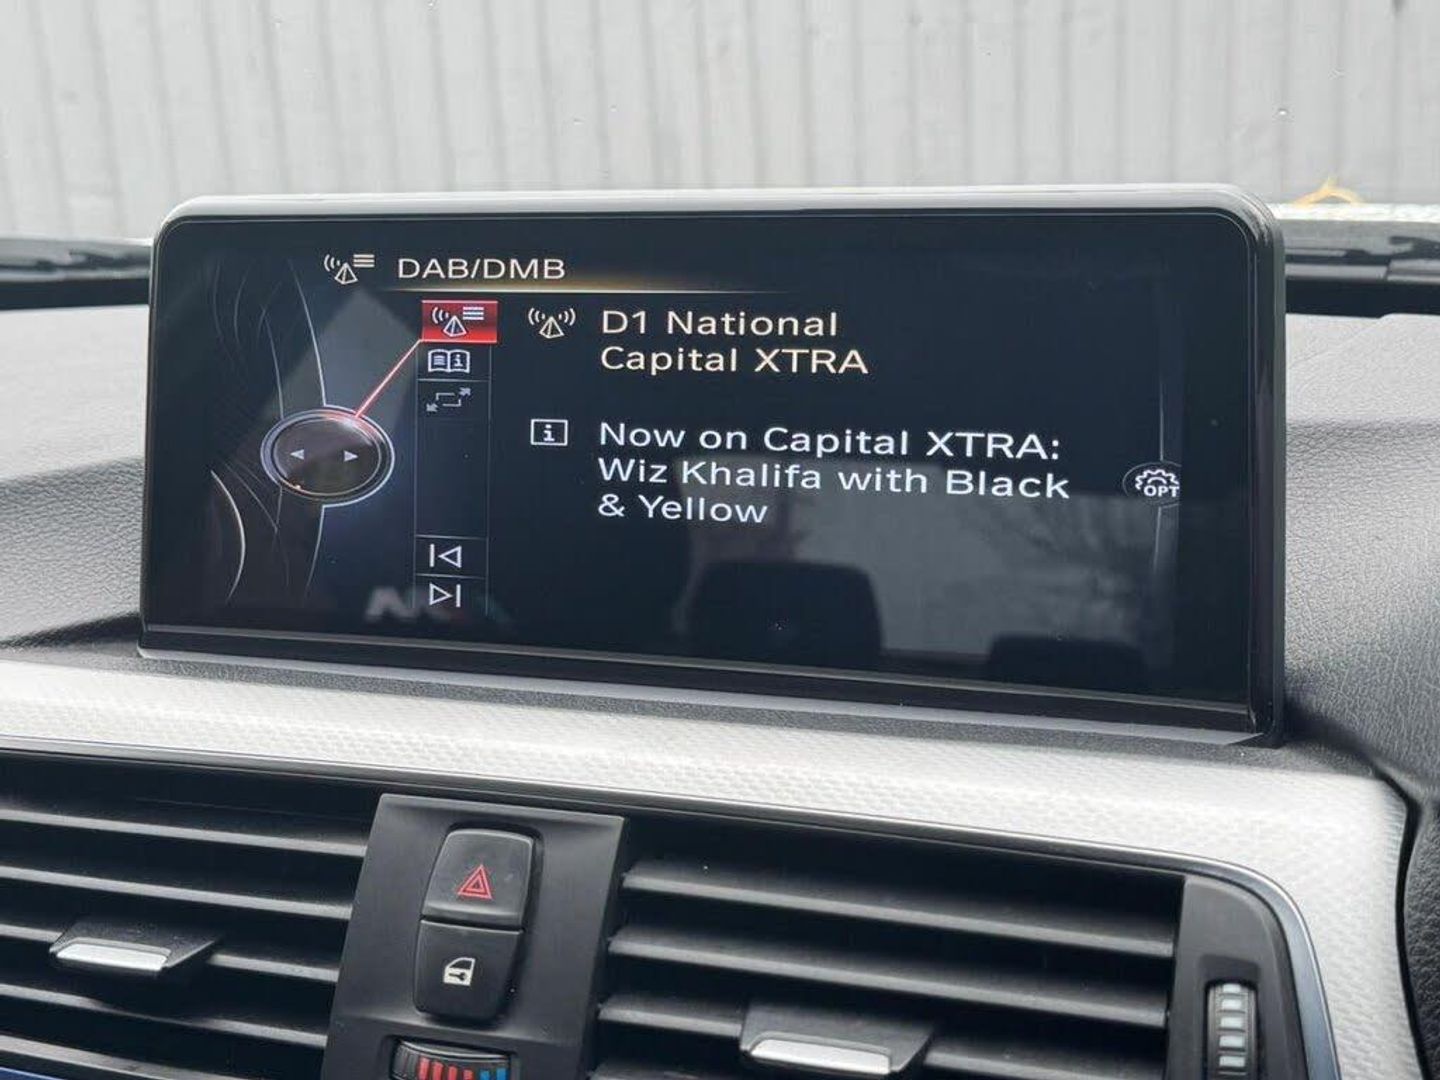 DAB/DMB
D1 National
Capital XTRA
Now on Capital XTRA:
Wiz Khalifa with Black
& Yellow
OPT